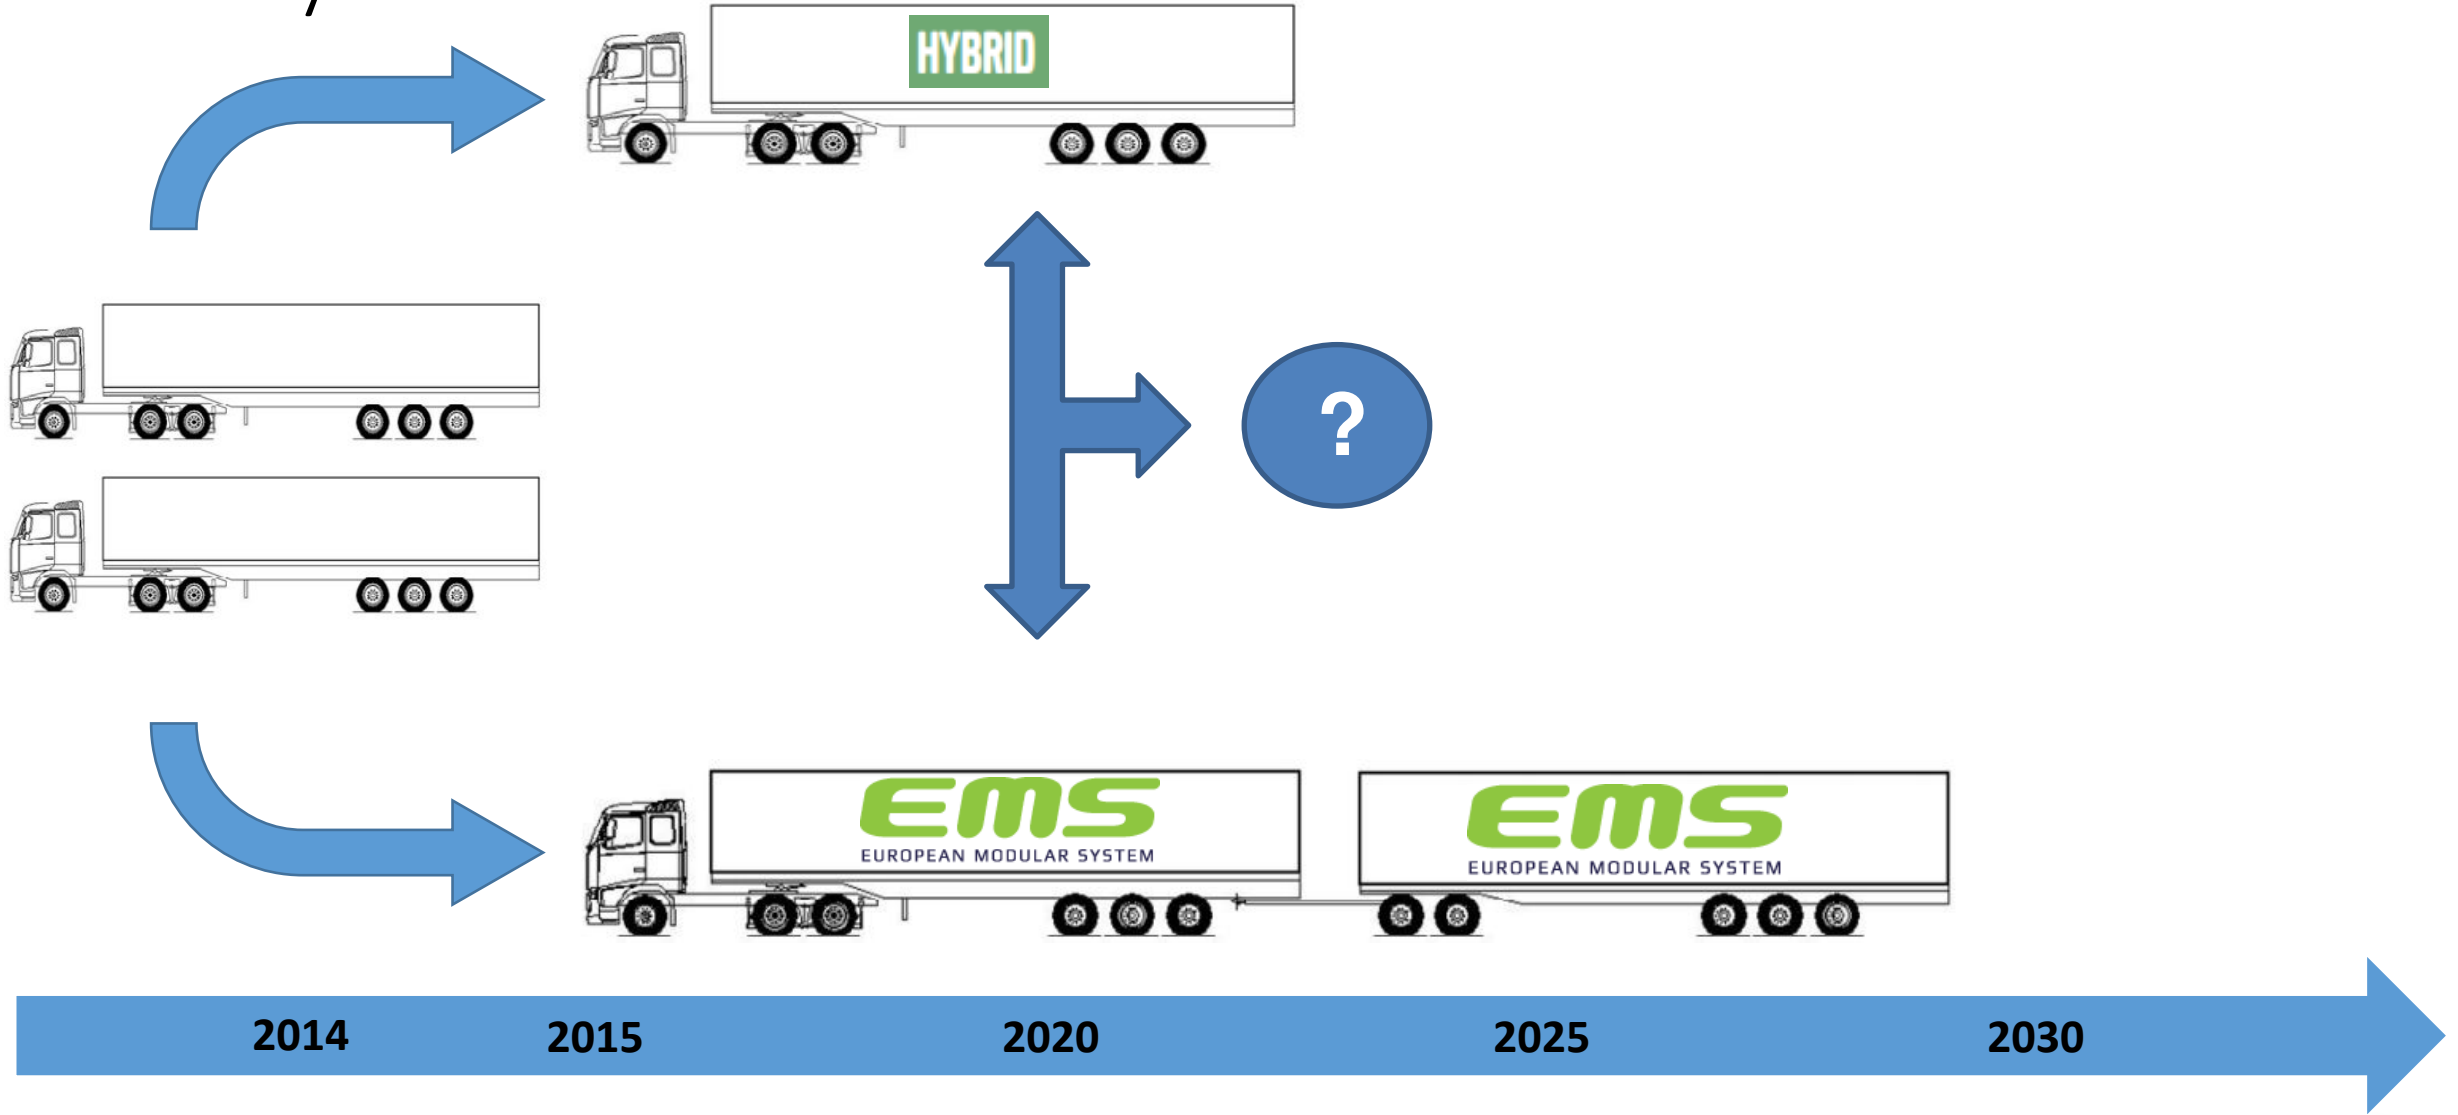 HYBRID
?
EMS
EUROPEAN MODULAR SYSTEM
EMS
EUROPEAN MODULAR SYSTEM
2014
2015
2020
2025
2030